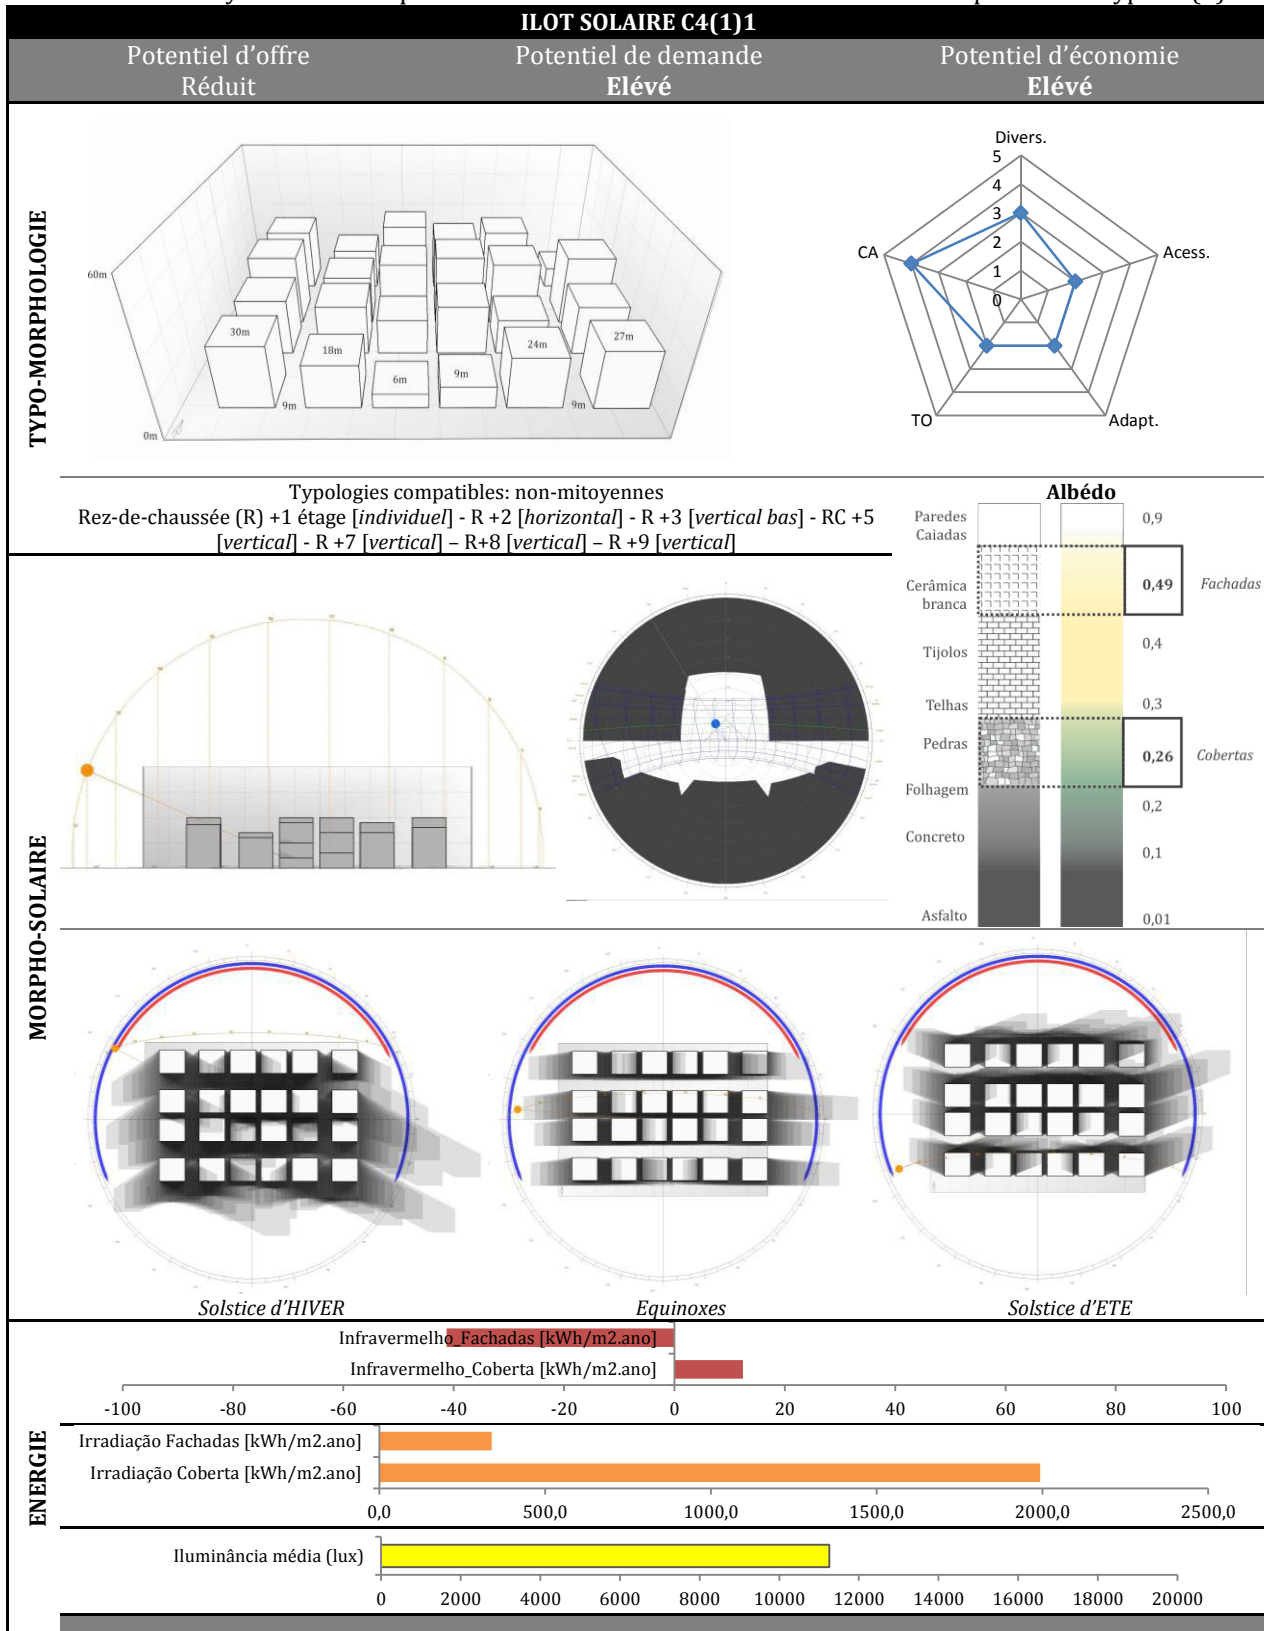 ILOT SOLAIRE C4(1)1
Potentiel d’offre
Réduit
Potentiel de demande
Elévé
Potentiel d’économie
Elévé
TYPO-MORPHOLOGIE
60m
0m
30m
18m
6m
9m
24m
27m
9m
9m
Divers.
5
4
3
2
1
0
CA
Acess.
TO
Adapt.
Typologies compatibles: non-mitoyennes
Rez-de-chaussée (R) +1 étage [individuel] - R +2 [horizontal] - R +3 [vertical bas] - RC +5
[vertical] - R +7 [vertical] – R+8 [vertical] – R +9 [vertical]
Albédo
Paredes
Caiadas
0,9
Cerâmica
branca
0,49
Fachadas
Tijolos
0,4
Telhas
0,3
Pedras
0,26
Cobertas
Folhagem
0,2
Concreto
0,1
Asfalto
0,01
MORPHO-SOLAIRE
Solstice d’HIVER
Equinoxes
Solstice d’ETE
ENERGIE
Infravermelho_Fachadas [kWh/m2.ano]
Infravermelho_Coberta [kWh/m2.ano]
-100 -80 -60 -40 -20 0 20 40 60 80 100
Irradiação Fachadas [kWh/m2.ano]
Irradiação Coberta [kWh/m2.ano]
0,0 500,0 1000,0 1500,0 2000,0 2500,0
Iluminância média (lux)
0 2000 4000 6000 8000 10000 12000 14000 16000 18000 20000